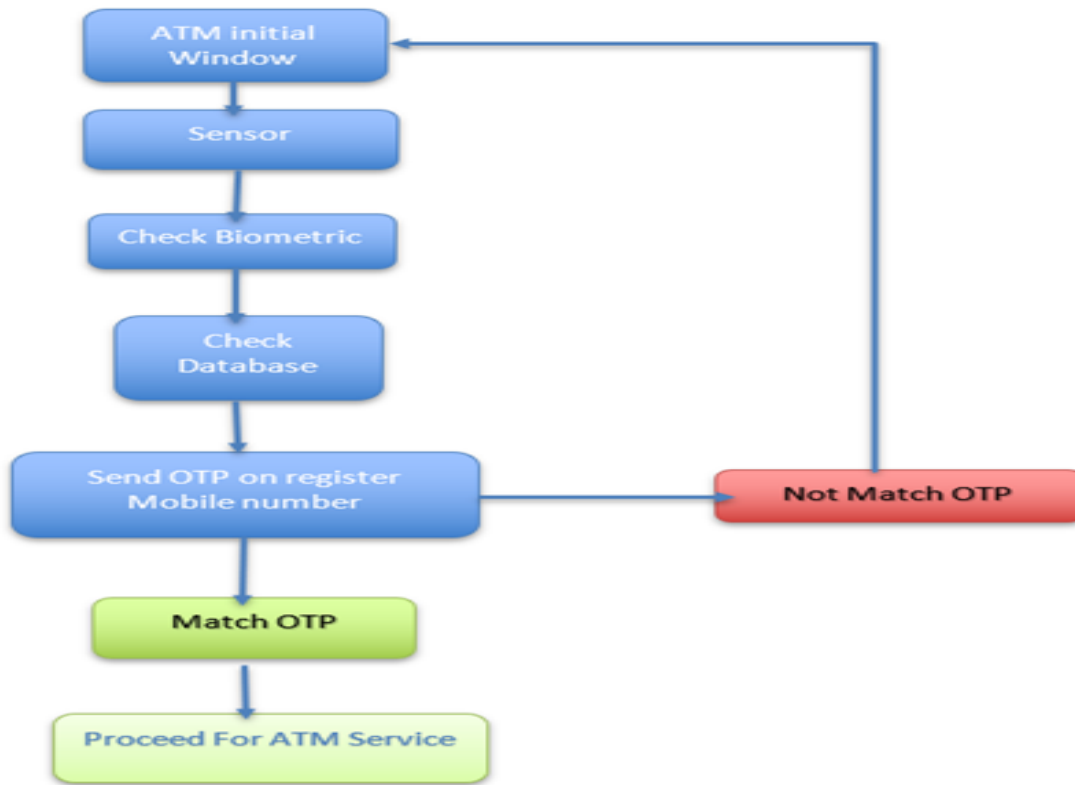 ATM initial
Window
Sensor
Check Biometric
Check
Database
Send OTP on register
Mobile number
Not Match OTP
Match OTP
Proceed For ATM Service